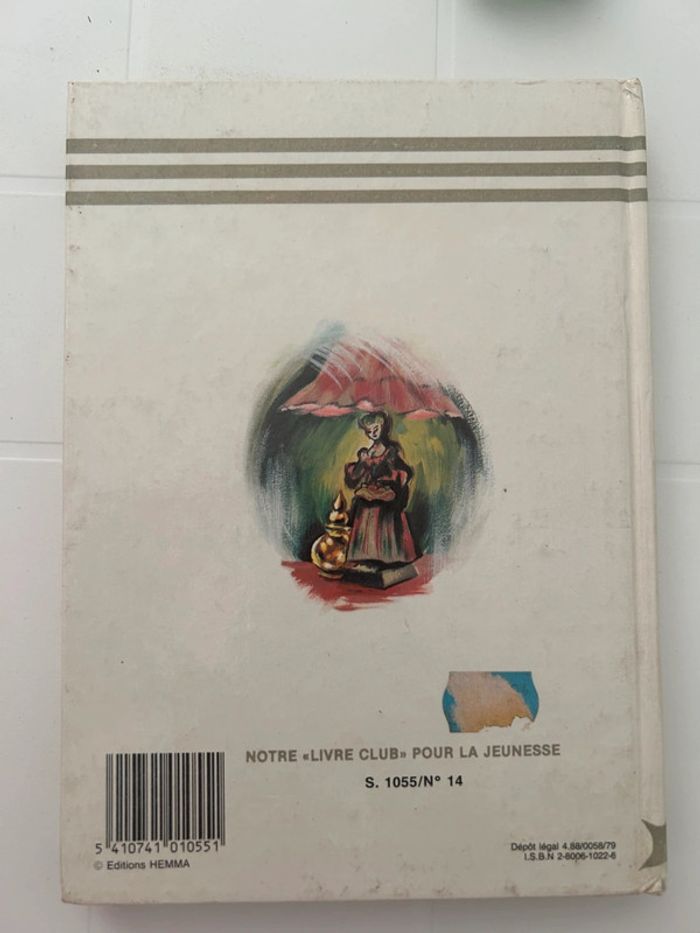 NOTRE «LIVRE CLUB» POUR LA JEUNESSE
S. 1055/N° 14
5 410741 010551
© Editions HEMMA
Dépôt légal 4.88/0058/79
I.S.B.N 2-8006-1022-6